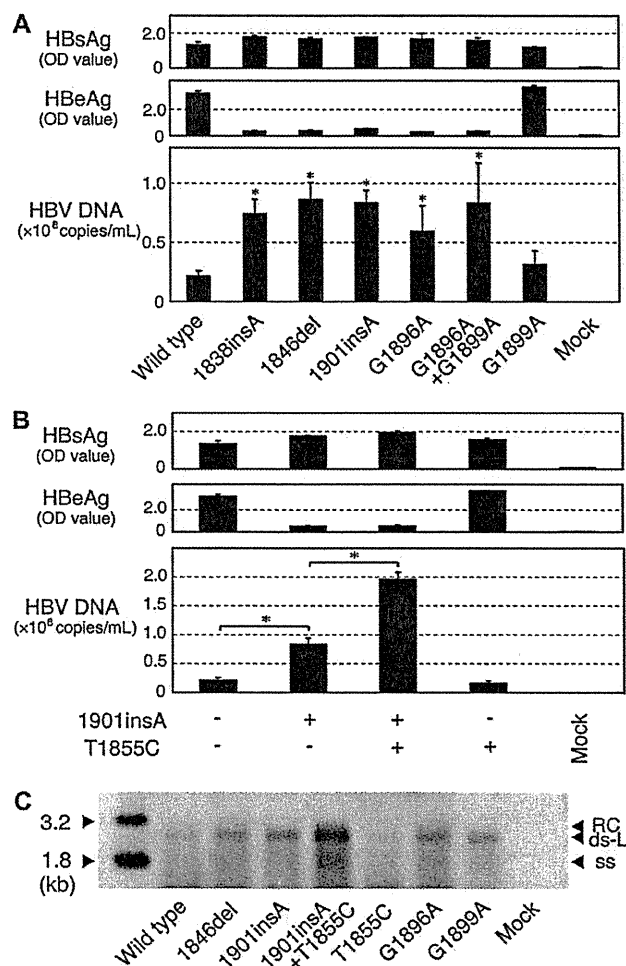 A
HBsAg
(OD value)
2.0
0
HBeAg
(OD value)
2.0
0
HBV DNA
(×10⁶ copies/mL)
1.0
0.5
0
* * * * *
Wild type
1838insA
1846del
1901insA
G1896A
G1896A
+G1899A
G1899A
Mock
B
HBsAg
(OD value)
2.0
0
HBeAg
(OD value)
2.0
0
HBV DNA
(×10⁶ copies/mL)
2.0
1.5
1.0
0.5
0
* *
1901insA - + + -
T1855C - - + +
Mock
C
3.2
1.8
(kb)
RC
ds-L
ss
Wild type
1846del
1901insA
1901insA
+T1855C
T1855C
G1896A
G1899A
Mock